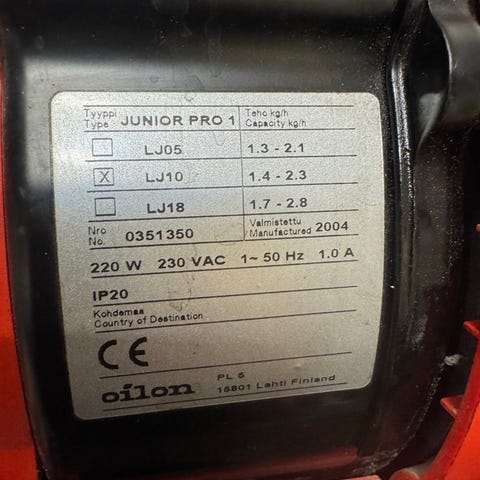 Tyyppi JUNIOR PRO 1 Teho kg/h
Type Capacity kg/h
LJ05 1.3 - 2.1
X LJ10 1.4 - 2.3
LJ18 1.7 - 2.8
Nro Valmistettu 2004
No. 0351350 Manufactured
220 W 230 VAC 1~ 50 Hz 1.0 A
IP20
Kohdemaa
Country of Destination
CE
oilon PL 5
15801 Lahti Finland